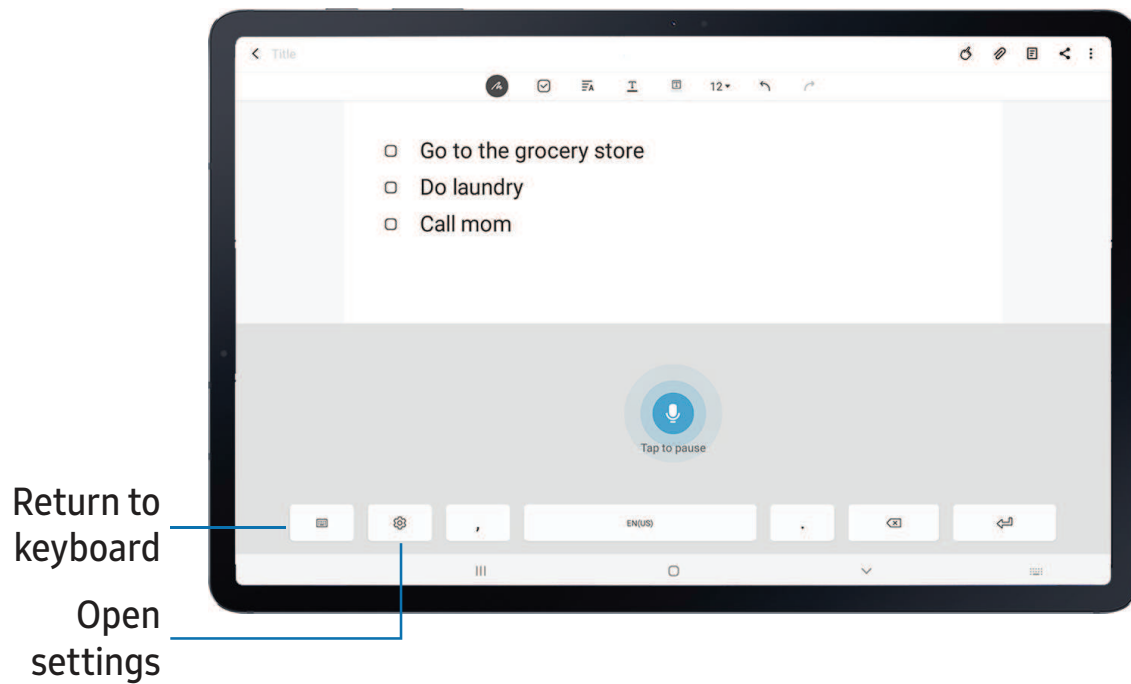 Title
12
Go to the grocery store
Do laundry
Call mom
Tap to pause
, EN(US) .
Return to
keyboard
Open
settings